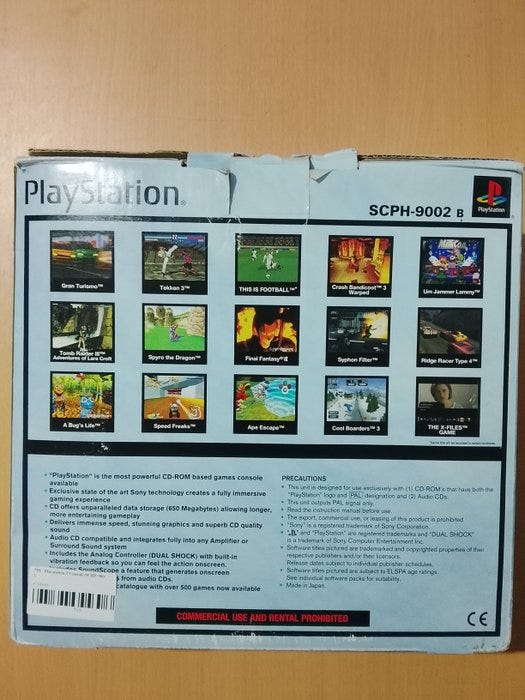 PlayStation®
PlayStation
SCPH-9002 B
Gran Turismo™
Tekken 3™
THIS IS FOOTBALL™*
Crash Bandicoot™ 3
Warped
Um Jammer Lammy™
Tomb Raider III™
Adventures of Lara Croft
Spyro the Dragon™
Final Fantasy®
Syphon Filter™
Ridge Racer Type 4™
A Bug's Life™
Speed Freaks™
Ape Escape™
Cool Boarders™ 3
THE X-FILES™
GAME
• "PlayStation" is the most powerful CD-ROM based games console
available
• Exclusive state of the art Sony technology creates a fully immersive
gaming experience
• CD offers unparalleled data storage (650 Megabytes) allowing longer,
more entertaining gameplay
• Delivers immense speed, stunning graphics and superb CD quality
sound
• Audio CD compatible and integrates fully into any Amplifier or
Surround Sound system
• Includes the Analog Controller (DUAL SHOCK) with built-in
vibration feedback so you can feel the action onscreen.
SoundScope feature that generates onscreen
from audio CDs.
catalogue with over 500 games now available
PRECAUTIONS
• This unit is designed for use exclusively with (1) CD-ROM's that have both the
"PlayStation" logo and PAL designation and (2) Audio CDs.
• This unit outputs PAL signal only.
• Read the instruction manual before use.
• The export, commercial use, or leasing of this product is prohibited
• "Sony" is a registered trademark of Sony Corporation.
• " " and "PlayStation" are registered trademarks and "DUAL SHOCK"
is a trademark of Sony Computer Entertainment Inc.
• Software titles pictured are trademarked and copyrighted properties of their
respective publishers and/or their licensors.
Release dates subject to individual publisher schedules.
• Software titles pictured are subject to ELSPA age ratings.
See individual software packs for suitability.
• Made in Japan.
COMMERCIAL USE AND RENTAL PROHIBITED
CE